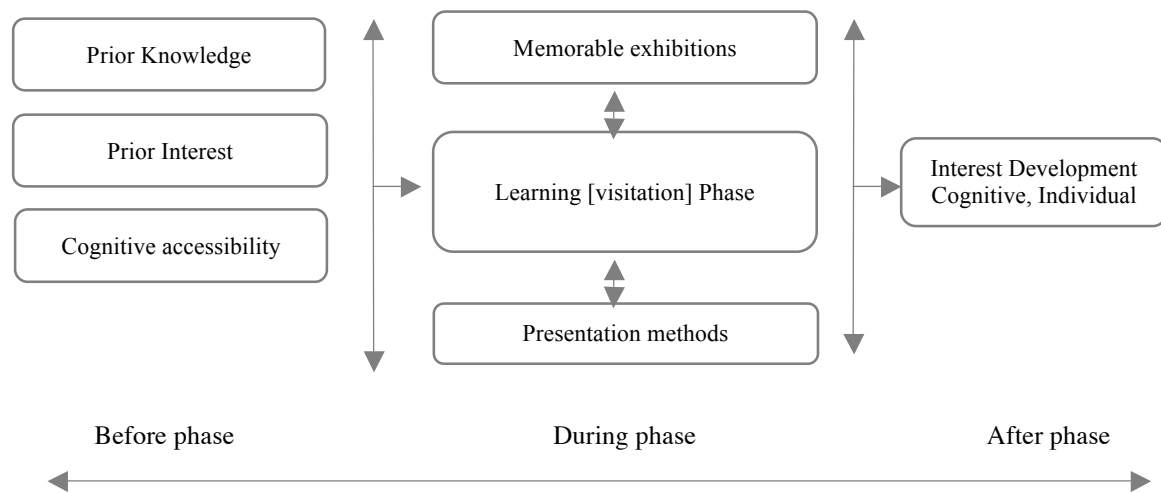 Prior Knowledge
Prior Interest
Cognitive accessibility
Memorable exhibitions
Learning [visitation] Phase
Presentation methods
Interest Development
Cognitive, Individual
Before phase
During phase
After phase